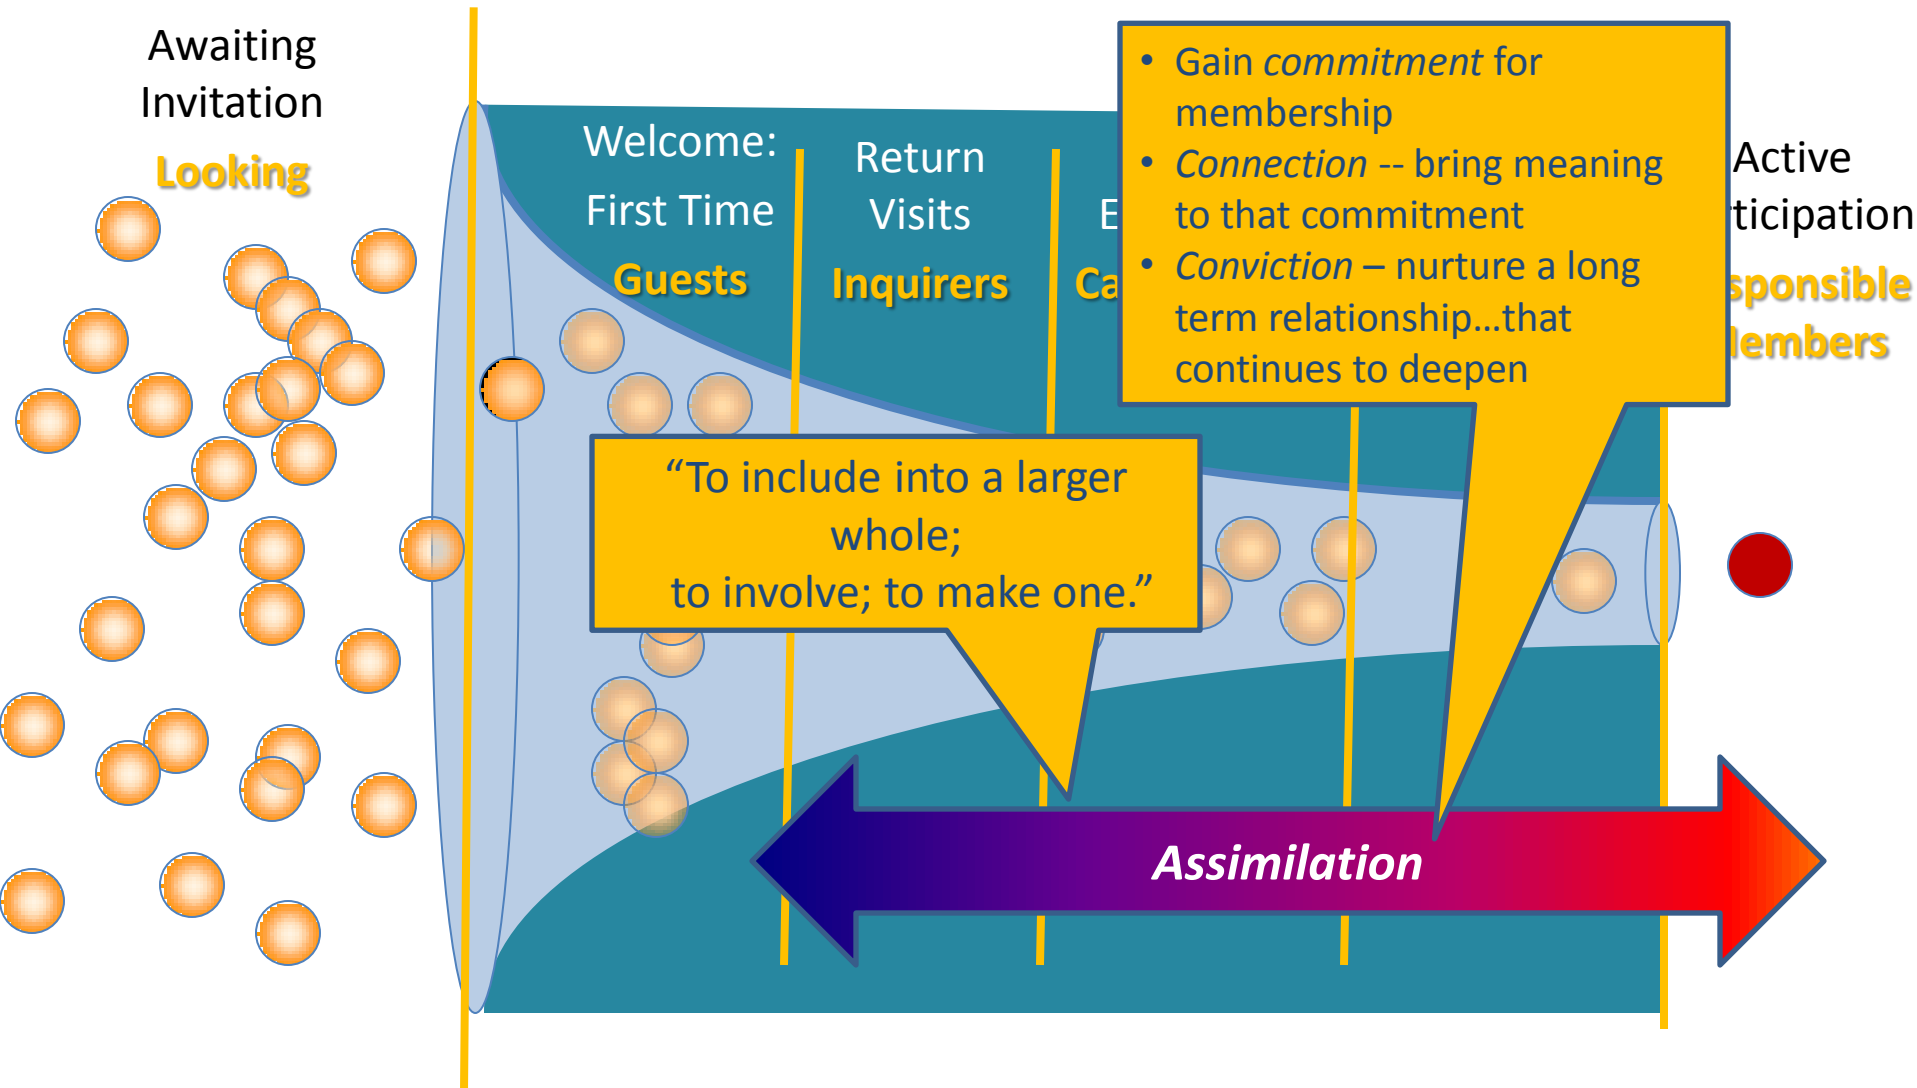 Awaiting
Invitation
Looking
Welcome:
First Time
Guests
Return
Visits
Inquirers
• Gain commitment for
membership
• Connection -- bring meaning
to that commitment
• Conviction – nurture a long
term relationship...that
continues to deepen
Active
“To include into a larger
whole;
to involve; to make one.”
Assimilation